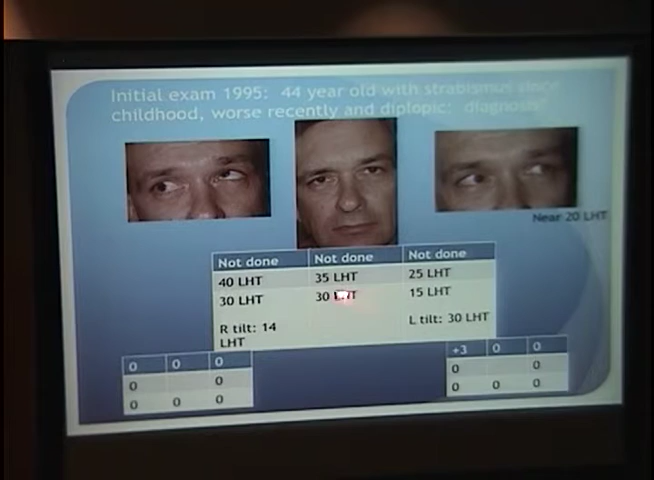 Initial exam 1995: 44 year old with strabismus since
childhood, worse recently and diplopic: diagnosis?
Near 20 LHT
Not done Not done Not done
40 LHT 35 LHT 25 LHT
30 LHT 30 LHT 15 LHT
R tilt: 14 L tilt: 30 LHT
LHT
0 0 0 +3 0 0
0 0 0 0
0 0 0 0 0 0